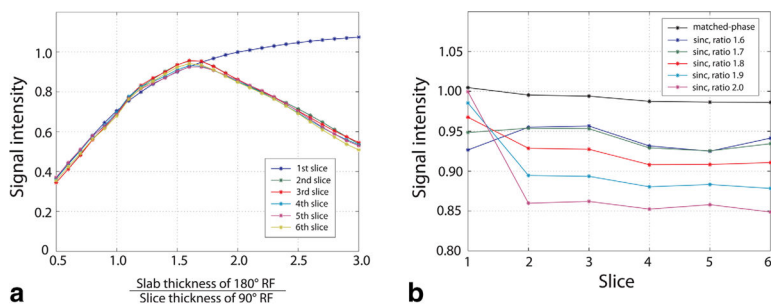 Signal intensity
1.0
0.8
0.6
0.4
0.2
0
0.5
1.0
1.5
2.0
2.5
3.0
1st slice
2nd slice
3rd slice
4th slice
5th slice
6th slice
Slab thickness of 180° RF
Slice thickness of 90° RF
a
Signal intensity
1.05
1.00
0.95
0.90
0.85
0.80
1
2
3
4
5
6
matched-phase
sinc, ratio 1.6
sinc, ratio 1.7
sinc, ratio 1.8
sinc, ratio 1.9
sinc, ratio 2.0
Slice
b